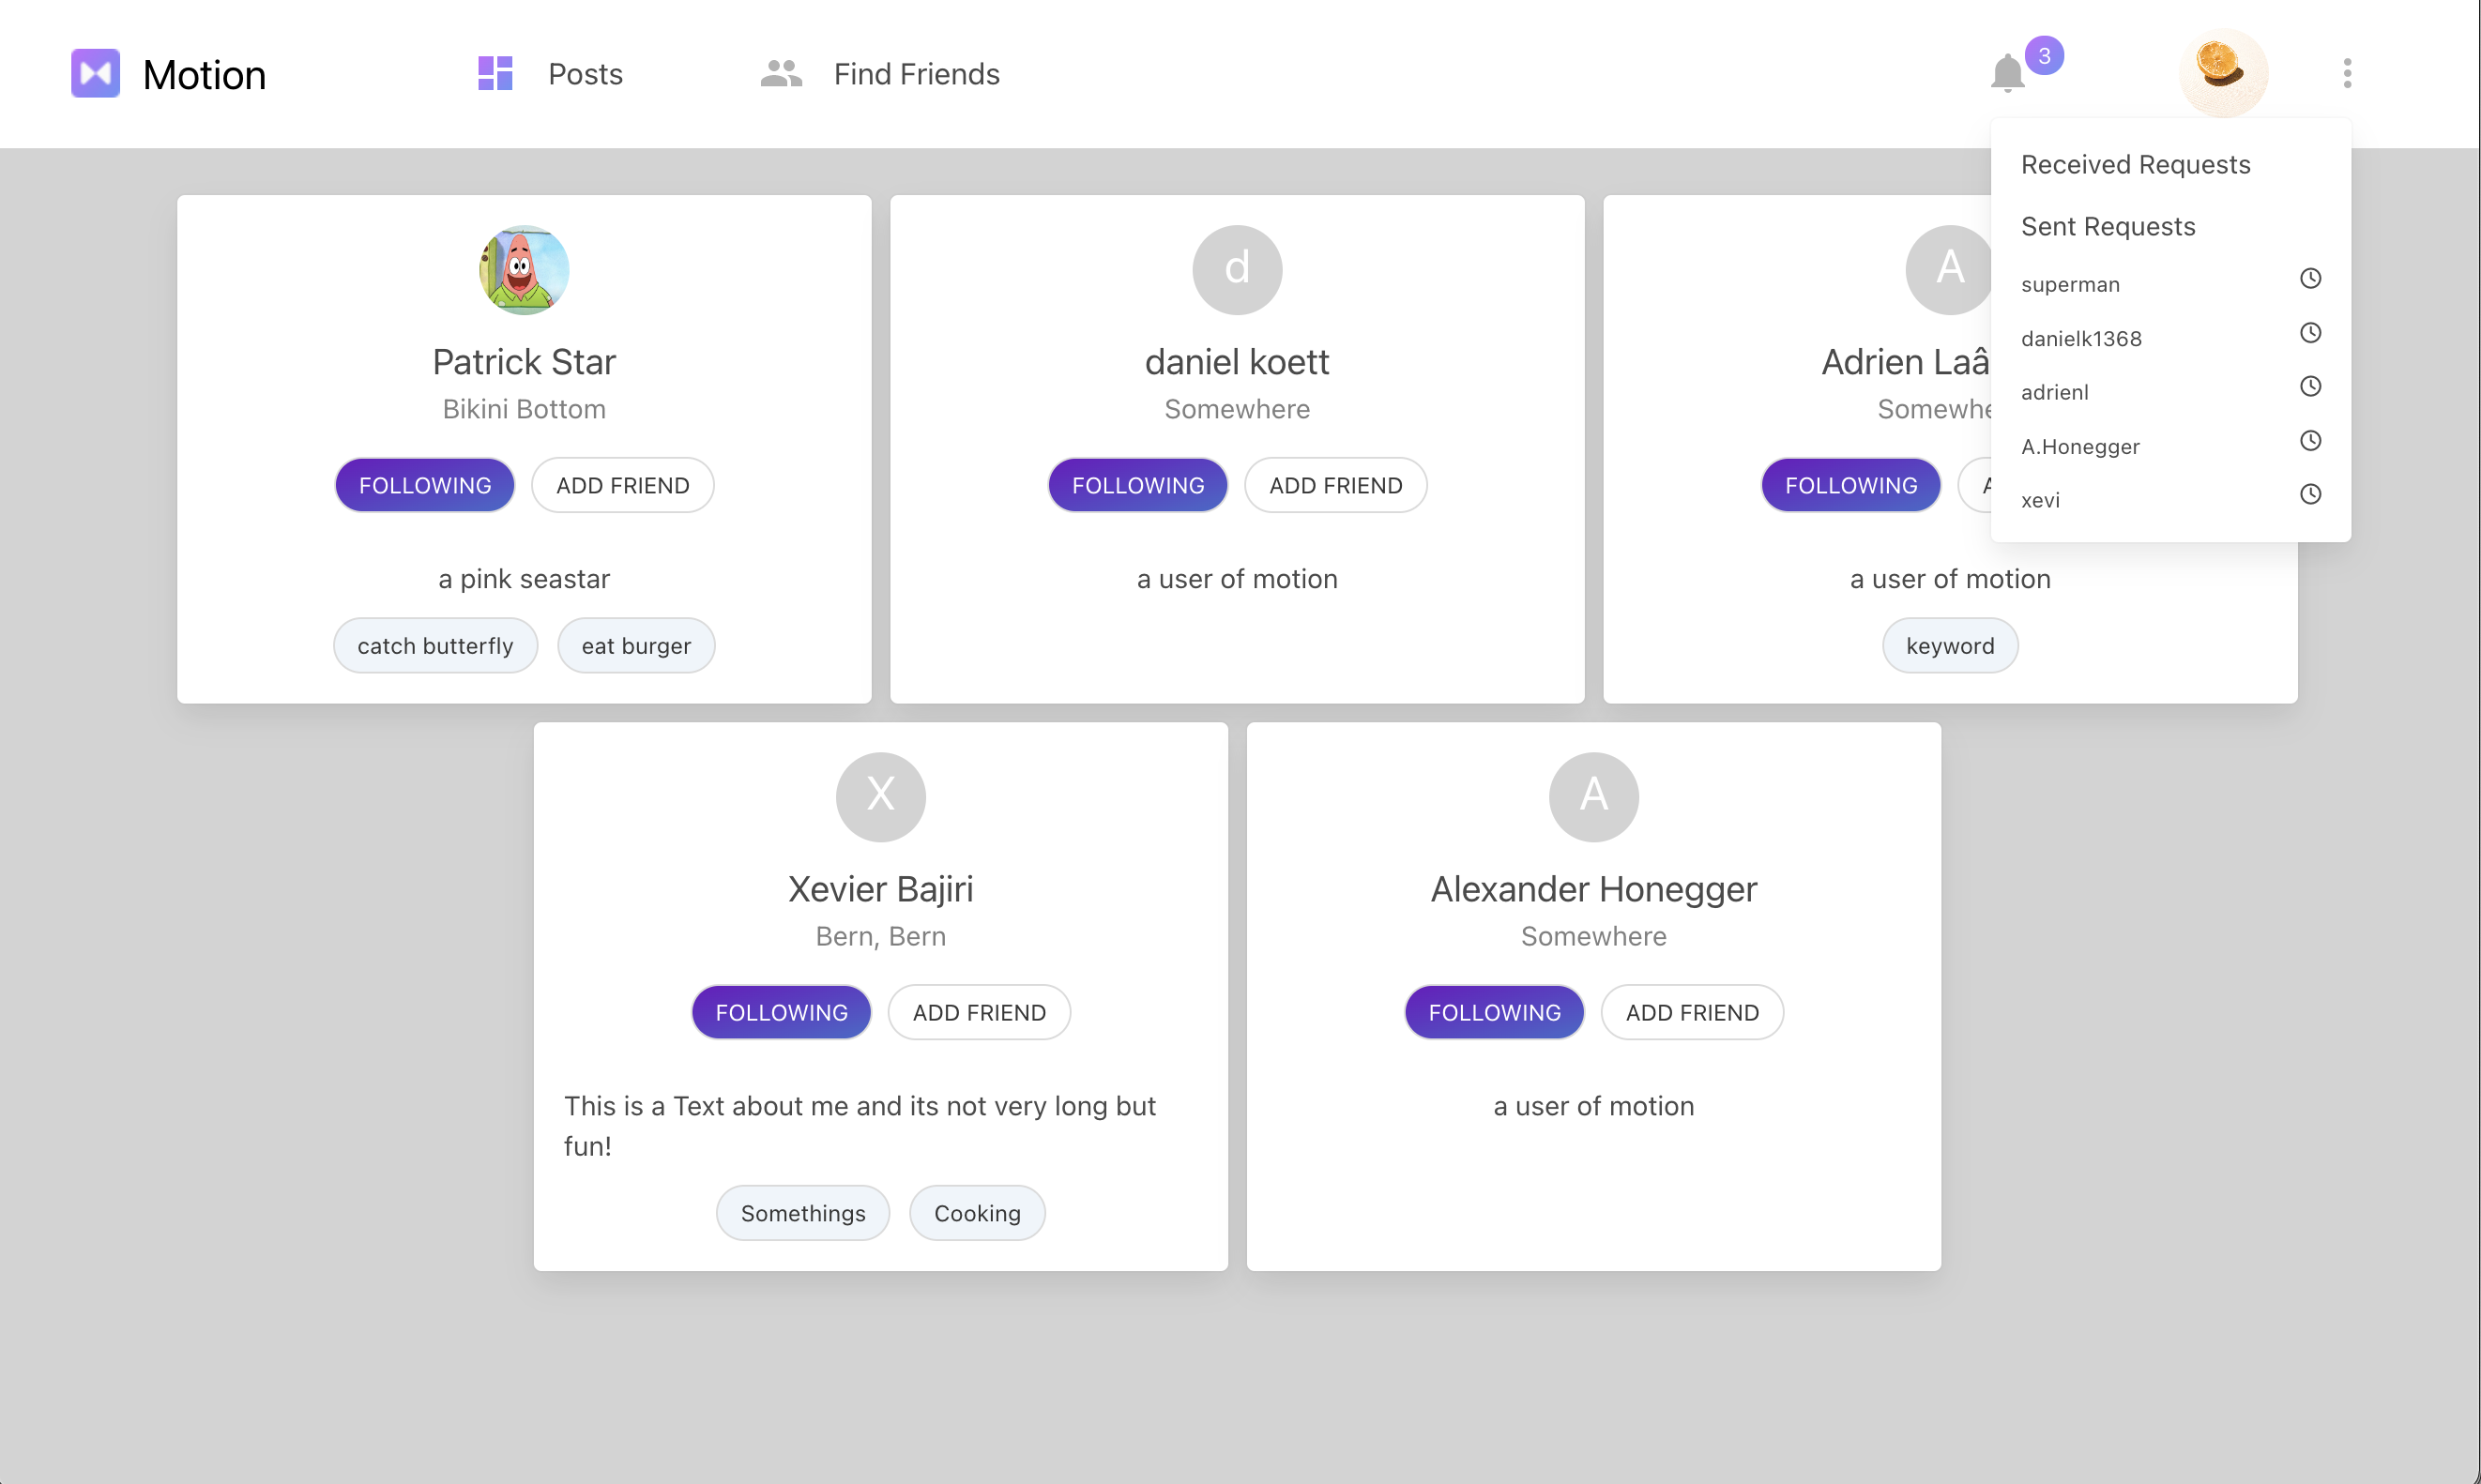 Motion
Posts
Find Friends
3
Received Requests
Sent Requests
superman
danielk1368
adrienl
A.Honegger
xevi
Patrick Star
Bikini Bottom
FOLLOWING ADD FRIEND
a pink seastar
catch butterfly eat burger
d
daniel koett
Somewhere
FOLLOWING ADD FRIEND
a user of motion
A
Adrien Laâ
FOLLOWING
a user of motion
keyword
X
Xevier Bajiri
Bern, Bern
FOLLOWING ADD FRIEND
This is a Text about me and its not very long but
fun!
Somethings Cooking
A
Alexander Honegger
Somewhere
FOLLOWING ADD FRIEND
a user of motion